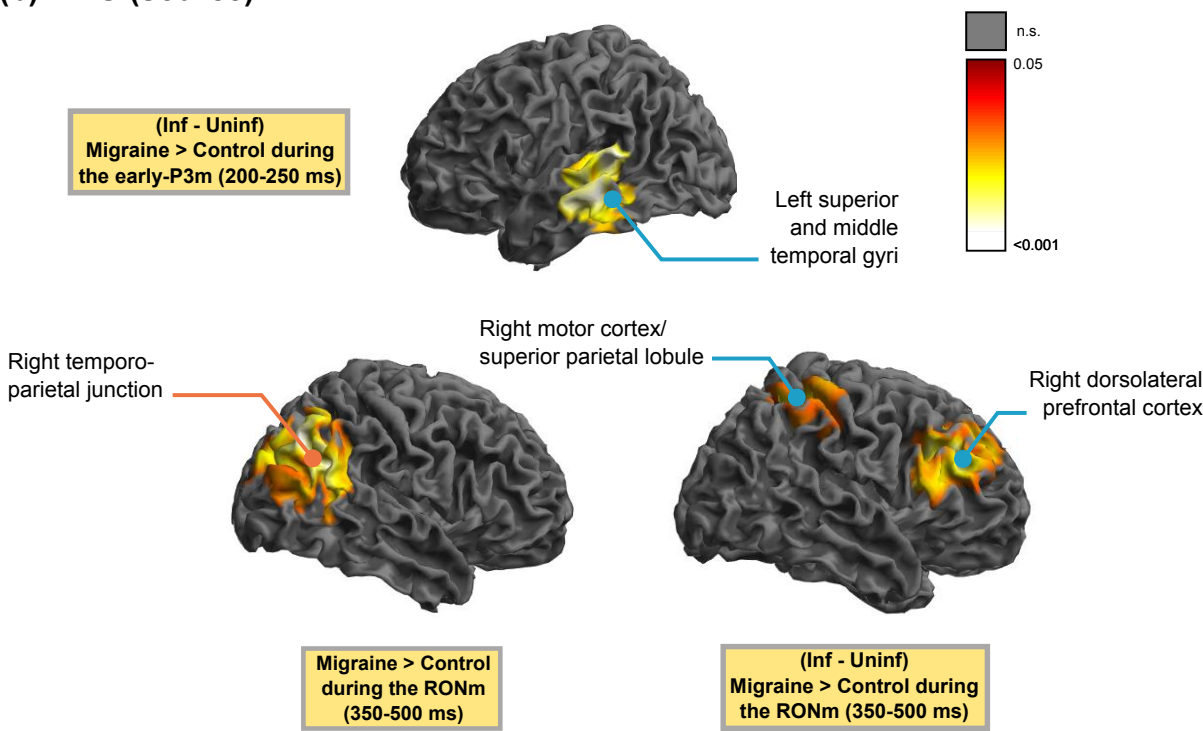 n.s.
0.05
<0.001
(Inf - Uninf)
Migraine > Control during
the early-P3m (200-250 ms)
Left superior
and middle
temporal gyri
Right temporo-
parietal junction
Right motor cortex/
superior parietal lobule
Right dorsolateral
prefrontal cortex
Migraine > Control
during the RONm
(350-500 ms)
(Inf - Uninf)
Migraine > Control during
the RONm (350-500 ms)